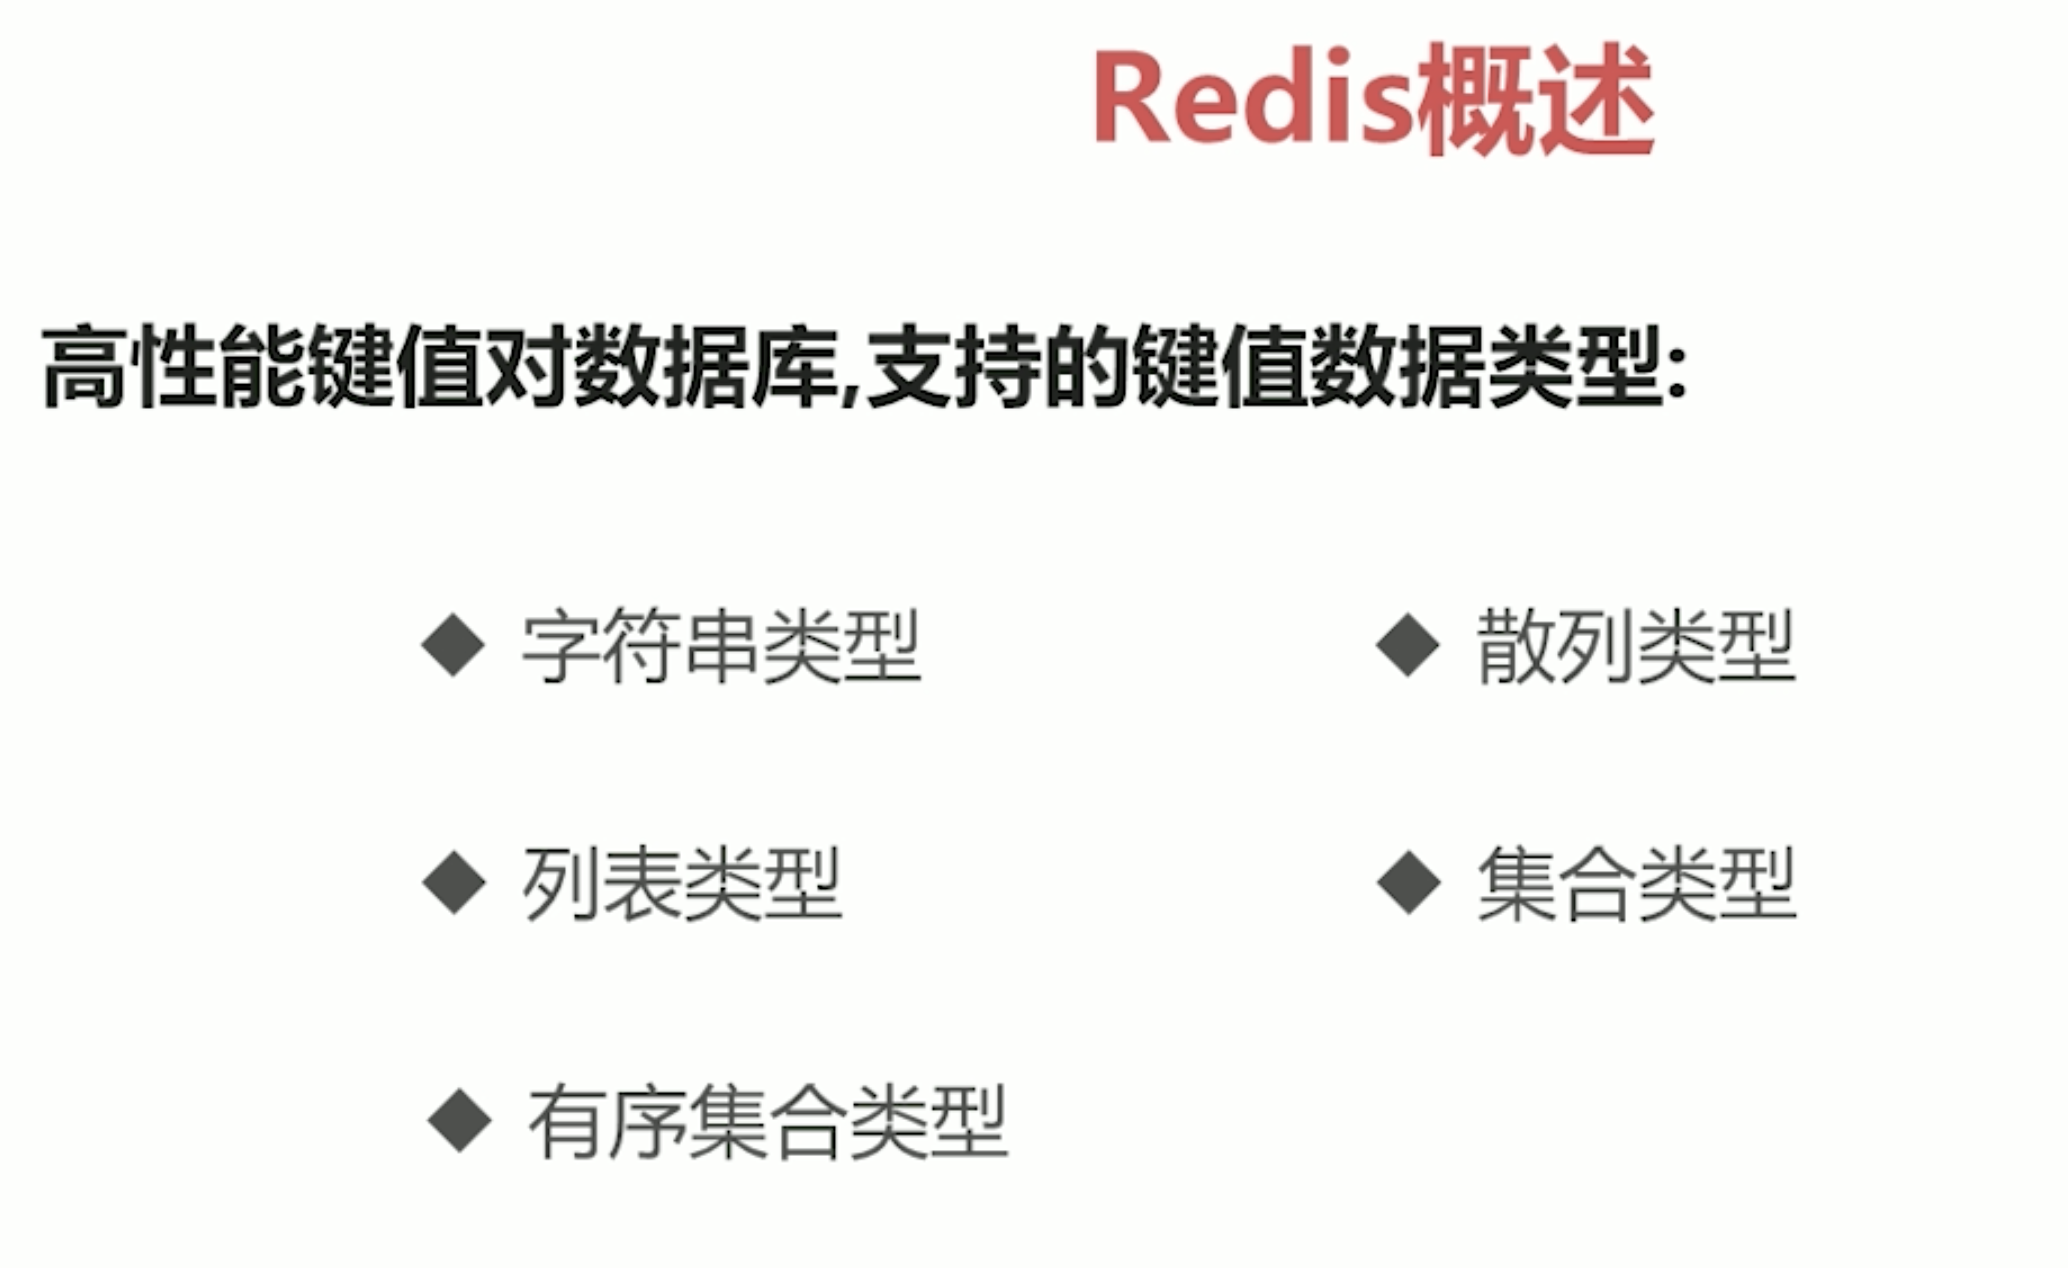 Redis概述
高性能键值对数据库,支持的键值数据类型:
◆ 字符串类型
◆ 散列类型
◆ 列表类型
◆ 集合类型
◆ 有序集合类型